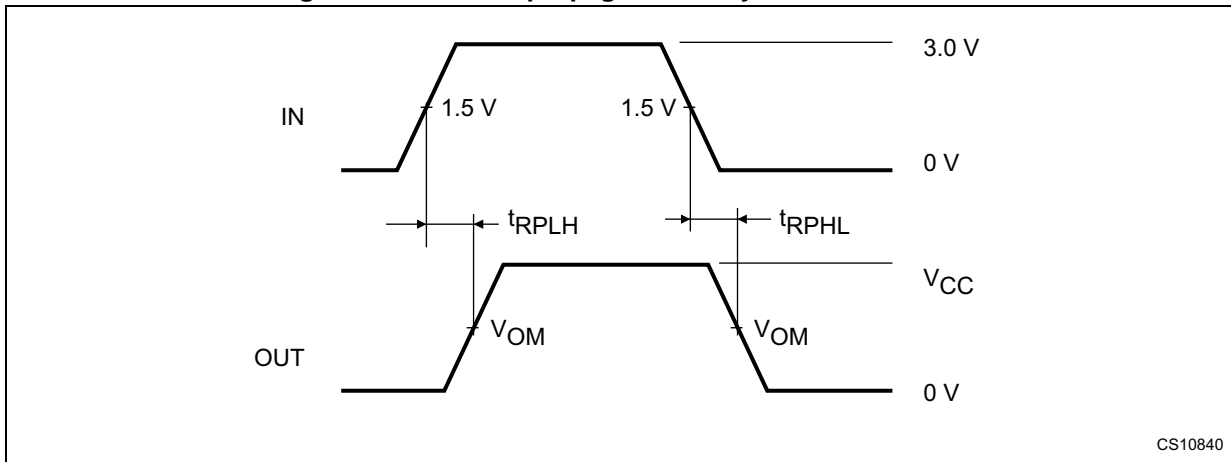 3.0 V
IN
1.5 V
1.5 V
0 V
tRPLH
tRPHL
VCC
VOM
VOM
OUT
0 V
CS10840